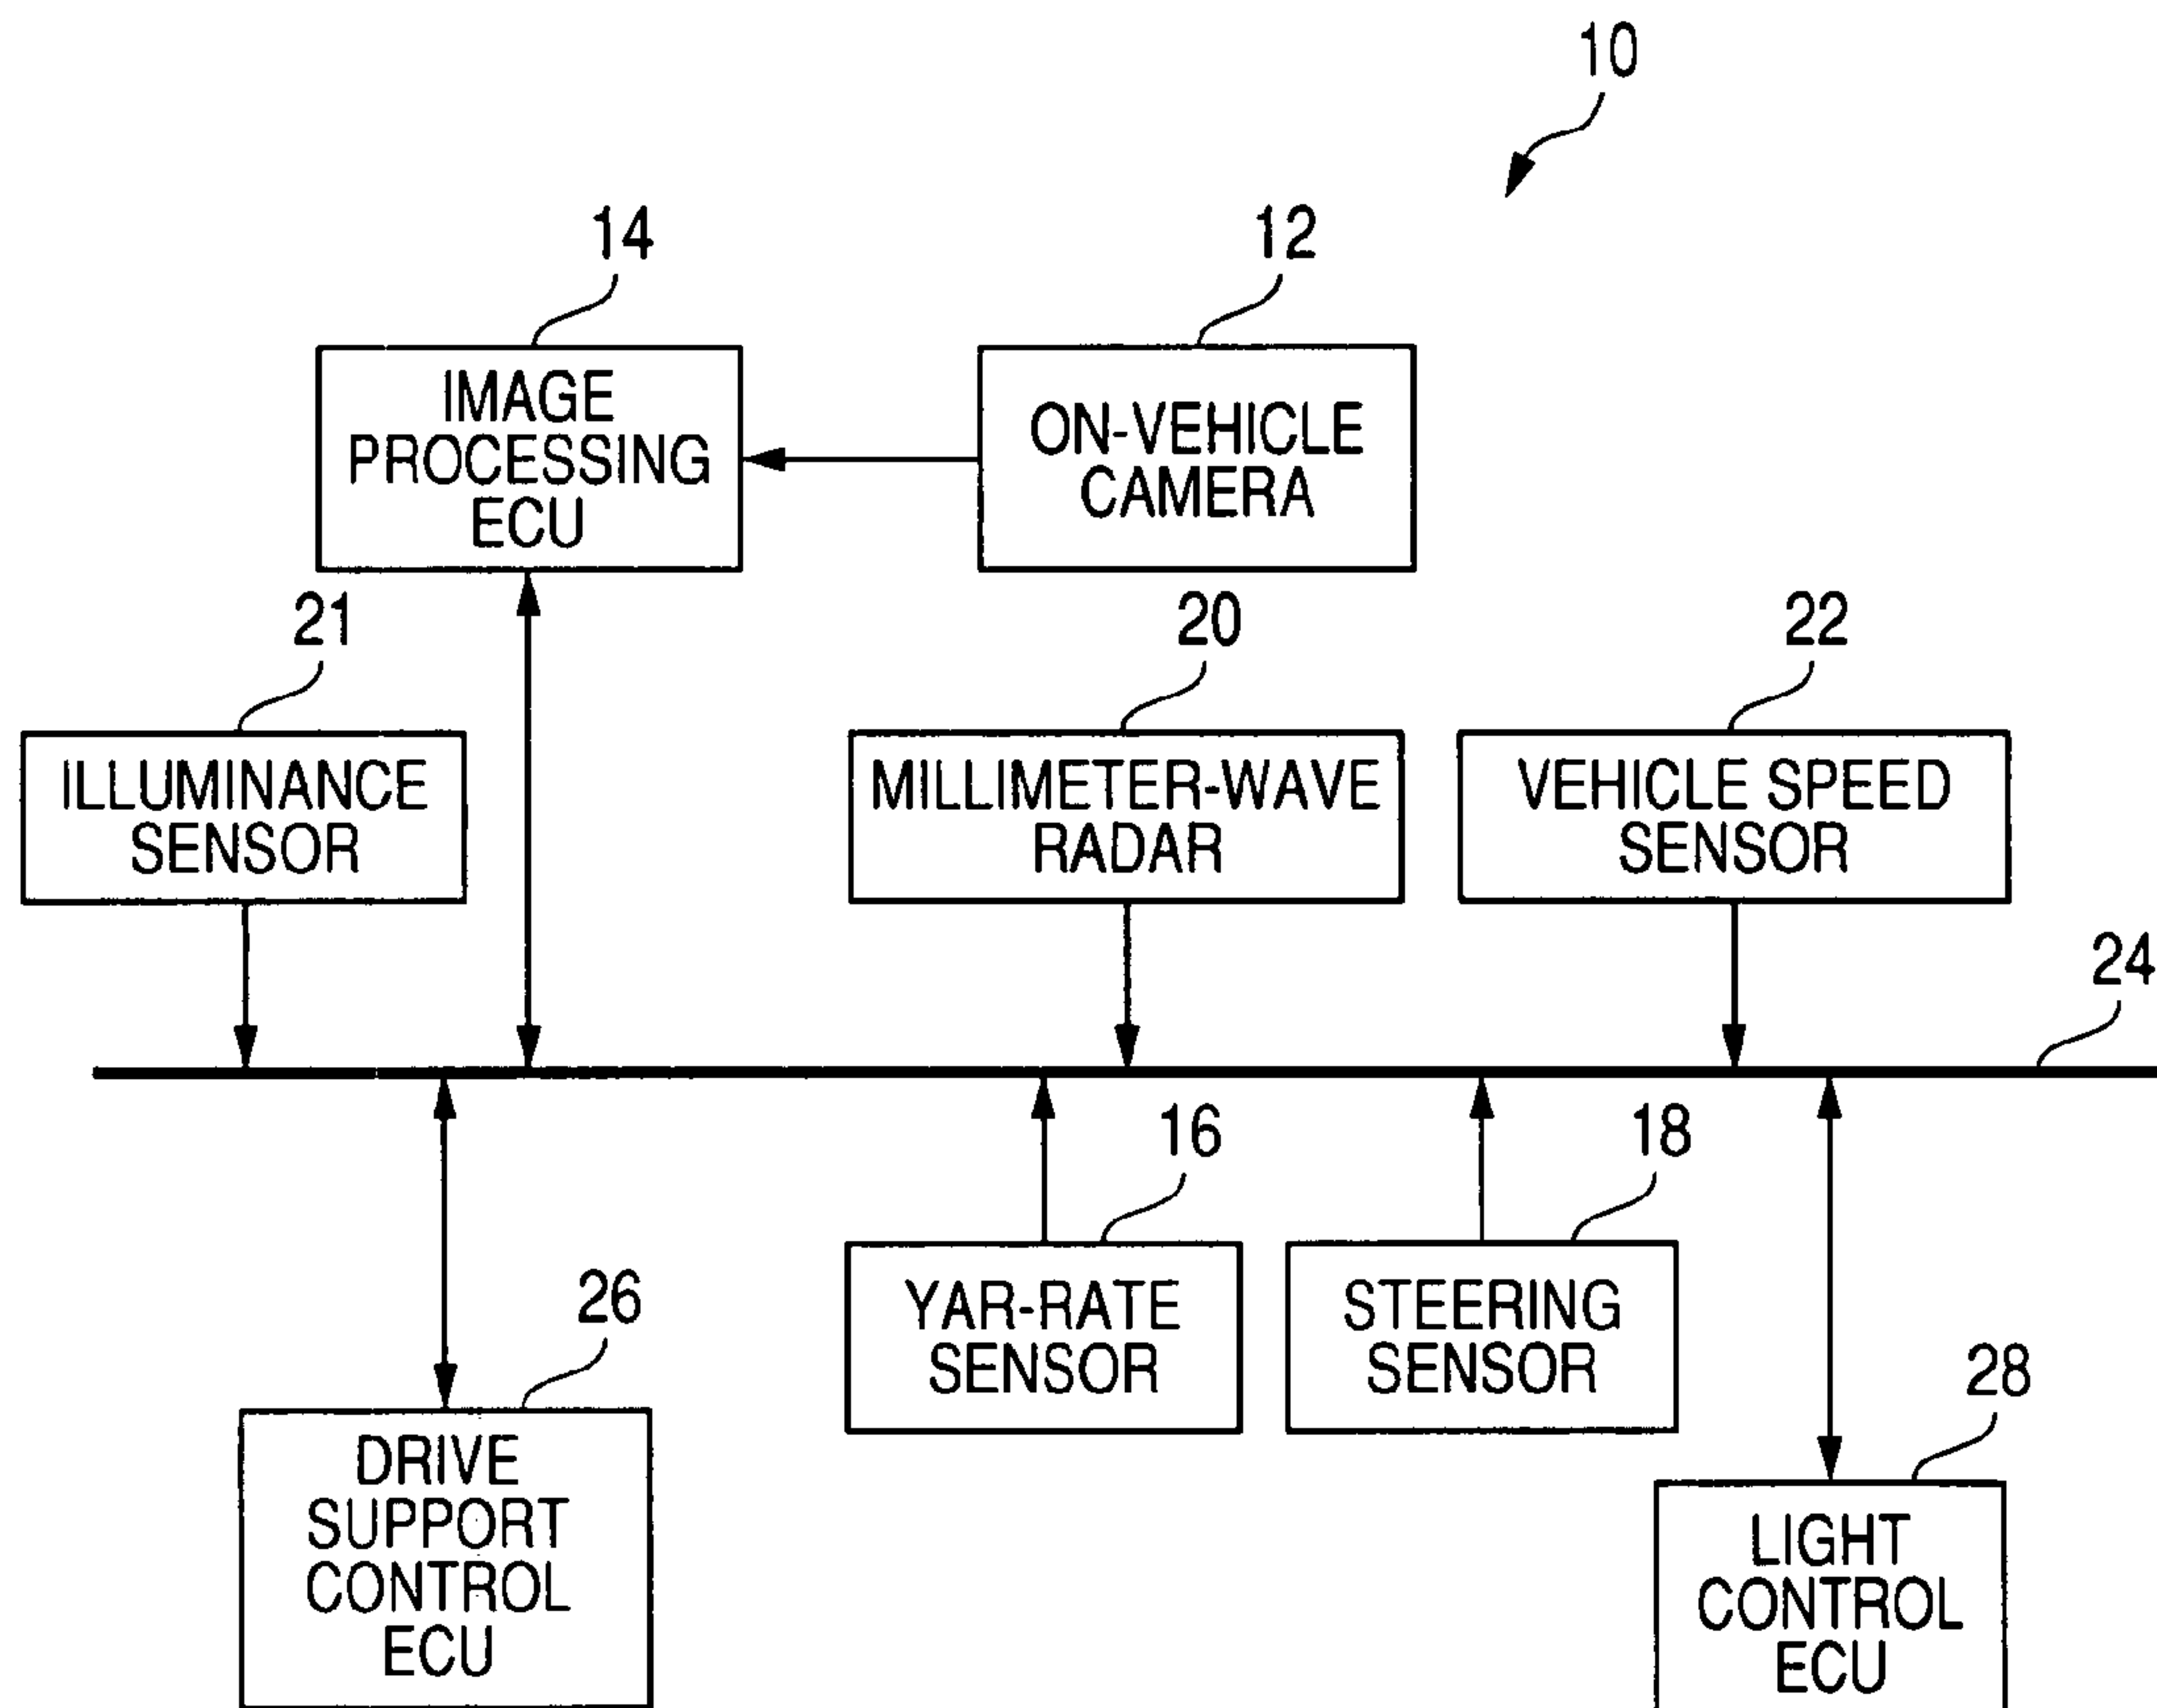 10
14
12
IMAGE
PROCESSING
ECU
ON-VEHICLE
CAMERA
21
20
22
ILLUMINANCE
SENSOR
MILLIMETER-WAVE
RADAR
VEHICLE SPEED
SENSOR
24
16
18
26
YAR-RATE
SENSOR
STEERING
SENSOR
28
DRIVE
SUPPORT
CONTROL
ECU
LIGHT
CONTROL
ECU